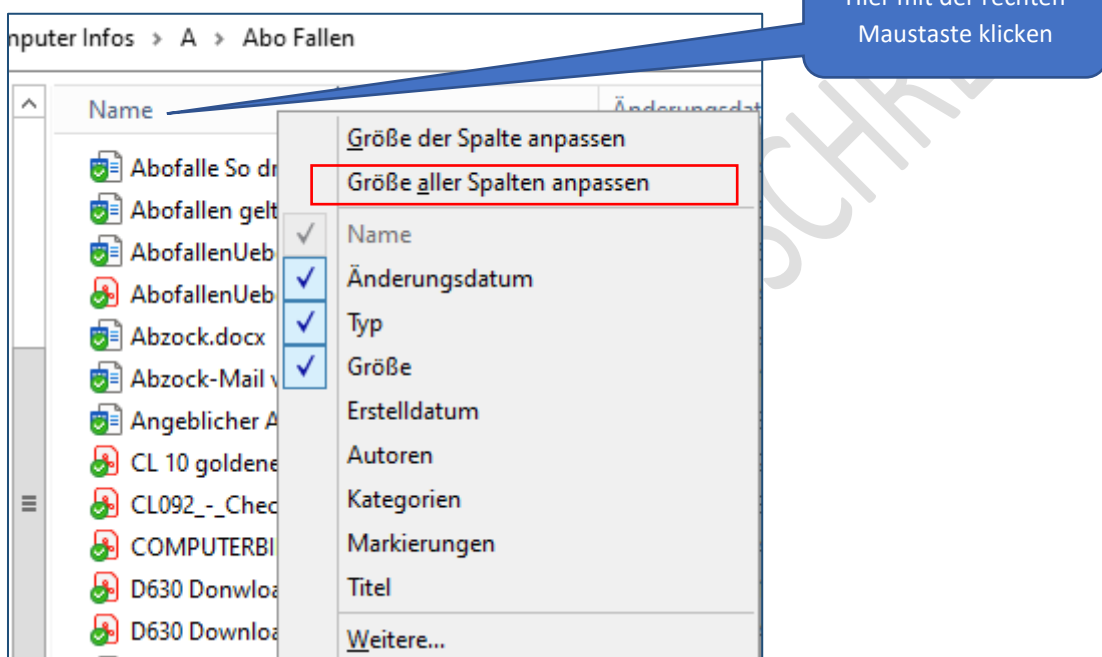 Hier mit der rechten
Maustaste klicken
nputer Infos > A > Abo Fallen
Name
Änderungsdat
Größe der Spalte anpassen
Größe aller Spalten anpassen
Name
Änderungsdatum
Typ
Größe
Erstelldatum
Autoren
Kategorien
Markierungen
Titel
Weitere...
Abofalle So dr
Abofallen gelt
AbofallenUeb
AbofallenUeb
Abzock.docx
Abzock-Mail v
Angeblicher A
CL 10 goldene
CL092_-_Chec
COMPUTERBI
D630 Donwloa
D630 Downloa
SCHRE